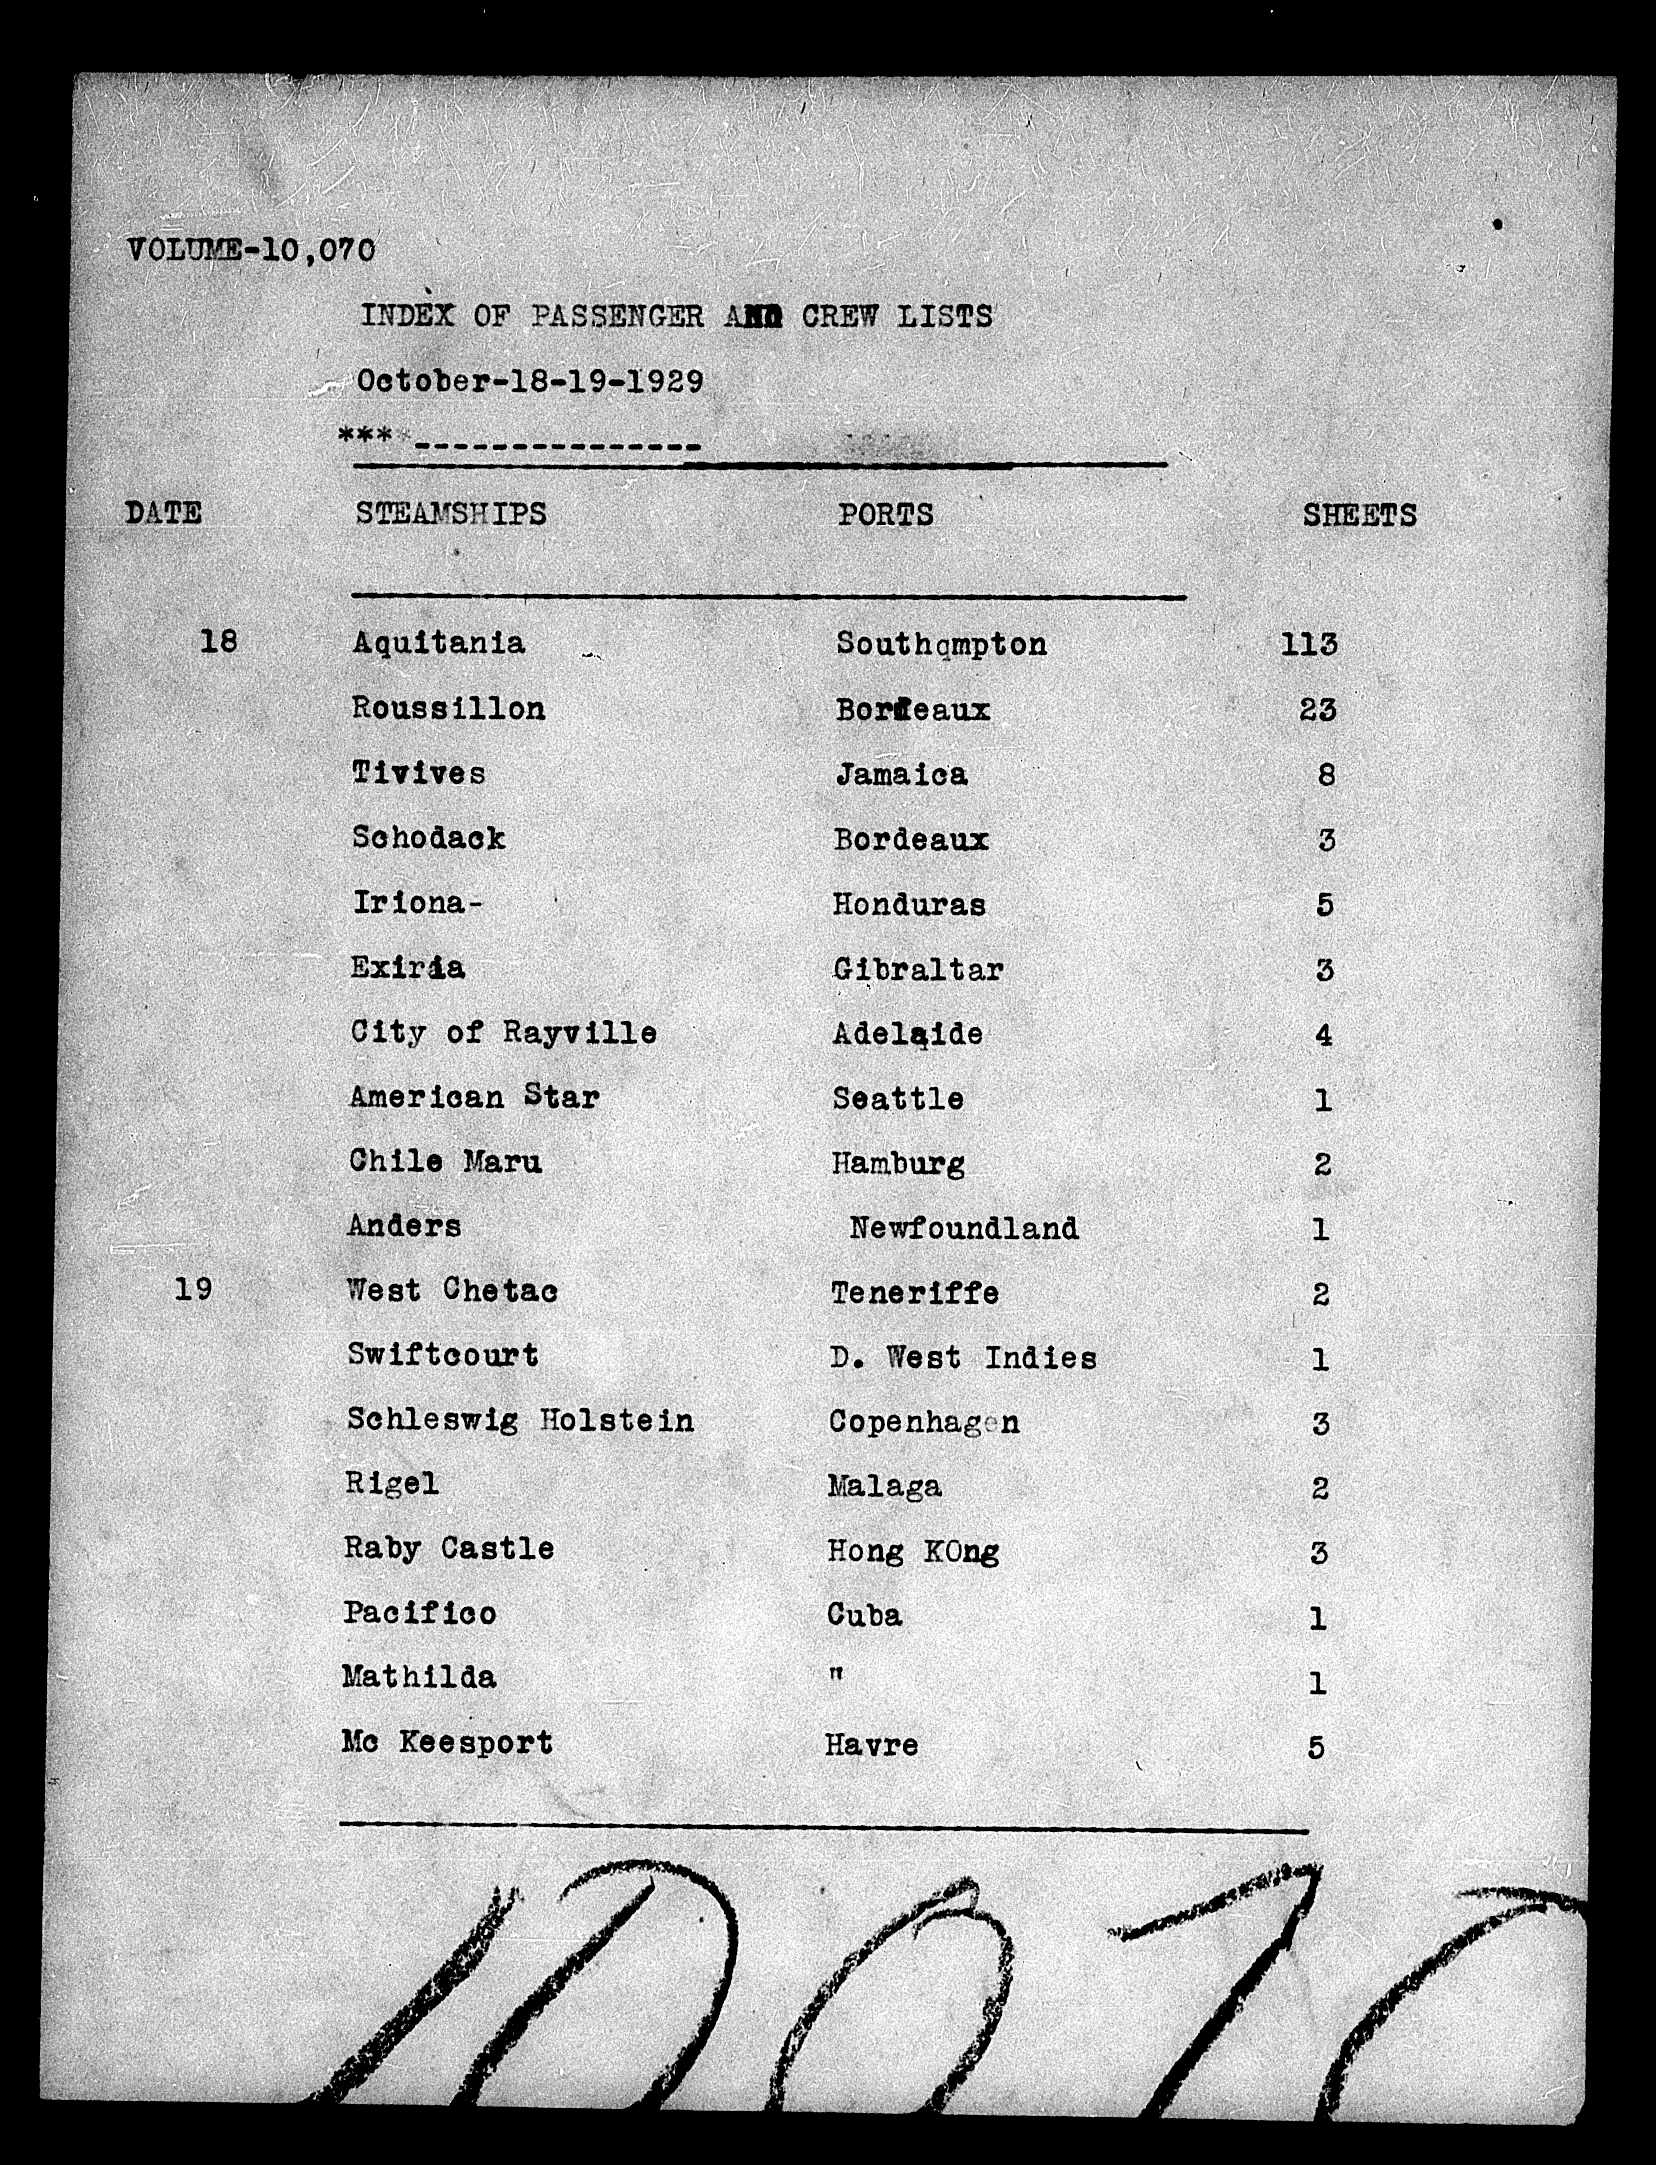 VOLUME-10,070
INDEX OF PASSENGER AND CREW LISTS
October-18-19-1929
****---------------
DATE STEAMSHIPS PORTS SHEETS
18 Aquitania Southampton 113
Roussillon Bordeaux 23
Tivives Jamaica 8
Schodack Bordeaux 3
Iriona- Honduras 5
Exiria Gibraltar 3
City of Rayville Adelaide 4
American Star Seattle 1
Chile Maru Hamburg 2
Anders Newfoundland 1
19 West Chetac Teneriffe 2
Swiftcourt D. West Indies 1
Schleswig Holstein Copenhagen 3
Rigel Malaga 2
Raby Castle Hong KOng 3
Pacifico Cuba 1
Mathilda " 1
Mc Keesport Havre 5
10070